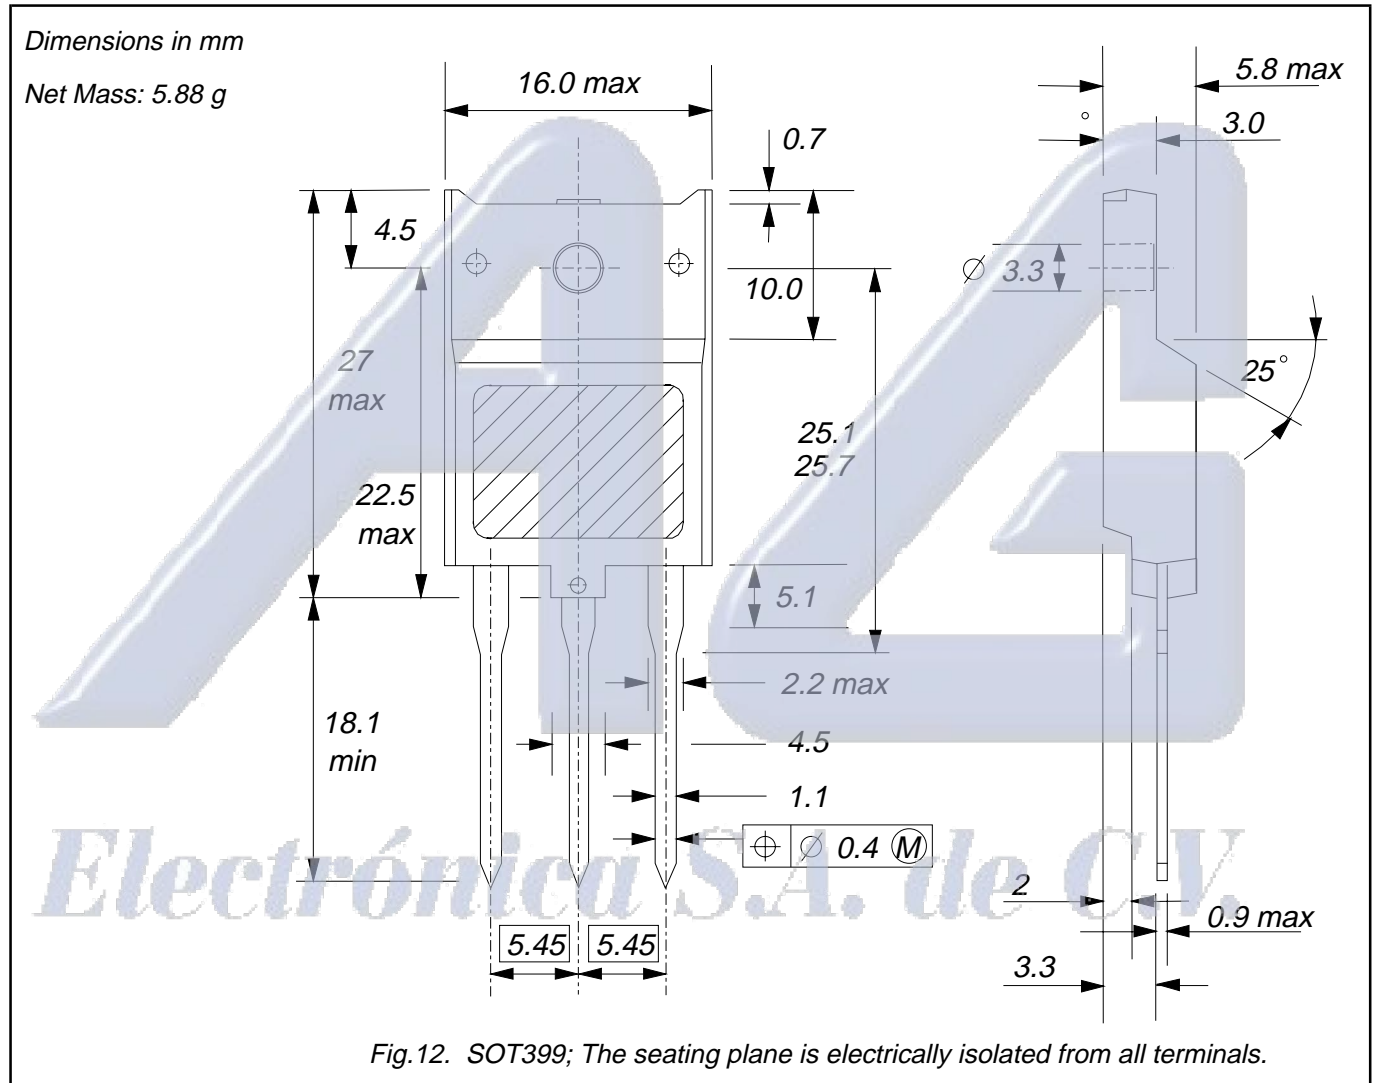 Dimensions in mm
Net Mass: 5.88 g
16.0 max
5.8 max
°
3.0
0.7
4.5
10.0
3.3
25°
27
max
25.1
25.7
22.5
max
5.1
2.2 max
18.1
min
4.5
1.1
0.4 M
2
0.9 max
5.45
5.45
3.3
AG
Electrónica S.A. de C.V.
Fig.12. SOT399; The seating plane is electrically isolated from all terminals.